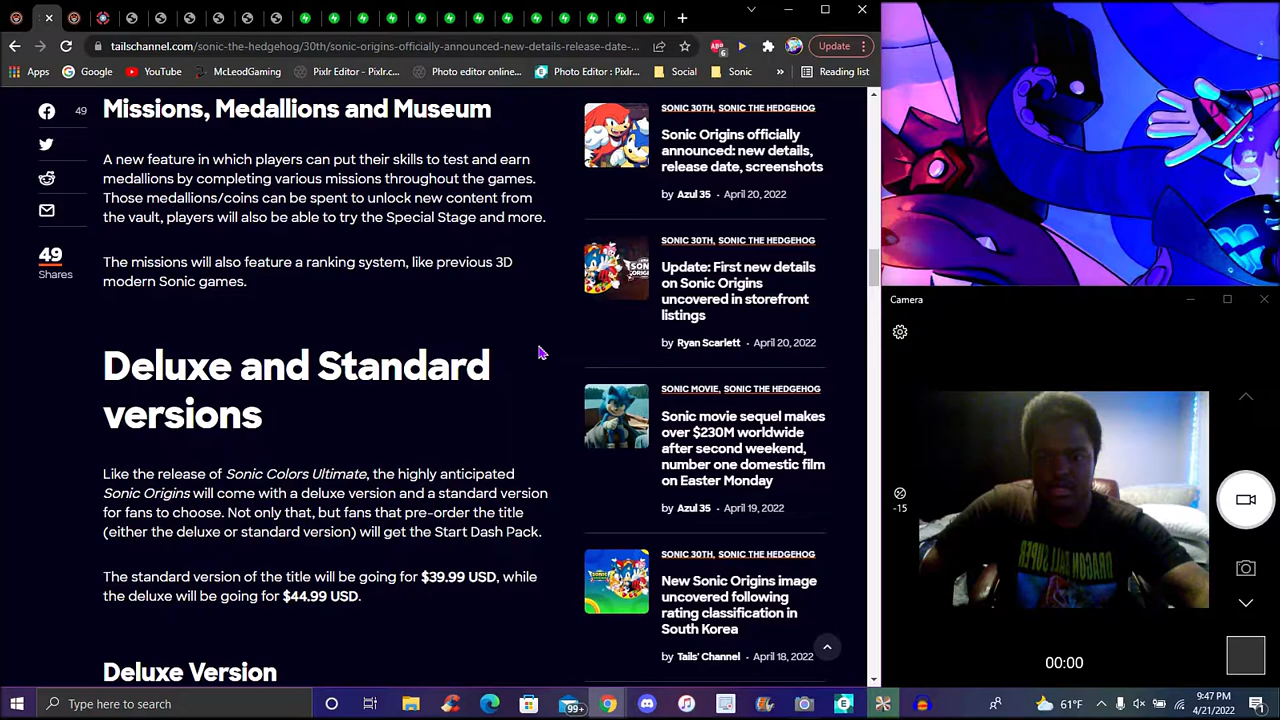 Update
tailschannel.com/sonic-the-hedgehog/30th/sonic-origins-officially-announced-new-details-release-date-...
6
Apps
Google
YouTube
McLeodGaming
Pixlr Editor - Pixlr.c...
Photo editor online...
Photo Editor : Pixlr...
Social
Sonic
»
Reading list
49
49
Shares
Missions, Medallions and Museum
A new feature in which players can put their skills to test and earn
medallions by completing various missions throughout the games.
Those medallions/coins can be spent to unlock new content from
the vault, players will also be able to try the Special Stage and more.
The missions will also feature a ranking system, like previous 3D
modern Sonic games.
Deluxe and Standard
versions
Like the release of Sonic Colors Ultimate, the highly anticipated
Sonic Origins will come with a deluxe version and a standard version
for fans to choose. Not only that, but fans that pre-order the title
(either the deluxe or standard version) will get the Start Dash Pack.
The standard version of the title will be going for $39.99 USD, while
the deluxe will be going for $44.99 USD.
Deluxe Version
SONIC 30TH, SONIC THE HEDGEHOG
Sonic Origins officially
announced: new details,
release date, screenshots
by Azul 35 - April 20, 2022
SONIC 30TH, SONIC THE HEDGEHOG
Update: First new details
on Sonic Origins
uncovered in storefront
listings
by Ryan Scarlett - April 20, 2022
SONIC MOVIE, SONIC THE HEDGEHOG
Sonic movie sequel makes
over $230M worldwide
after second weekend,
number one domestic film
on Easter Monday
by Azul 35 - April 19, 2022
SONIC 30TH, SONIC THE HEDGEHOG
New Sonic Origins image
uncovered following
rating classification in
South Korea
by Tails' Channel - April 18, 2022
Camera
-15
DRAGON BALL SUPER
00:00
Type here to search
99+
61°F
9:47 PM
4/21/2022
1